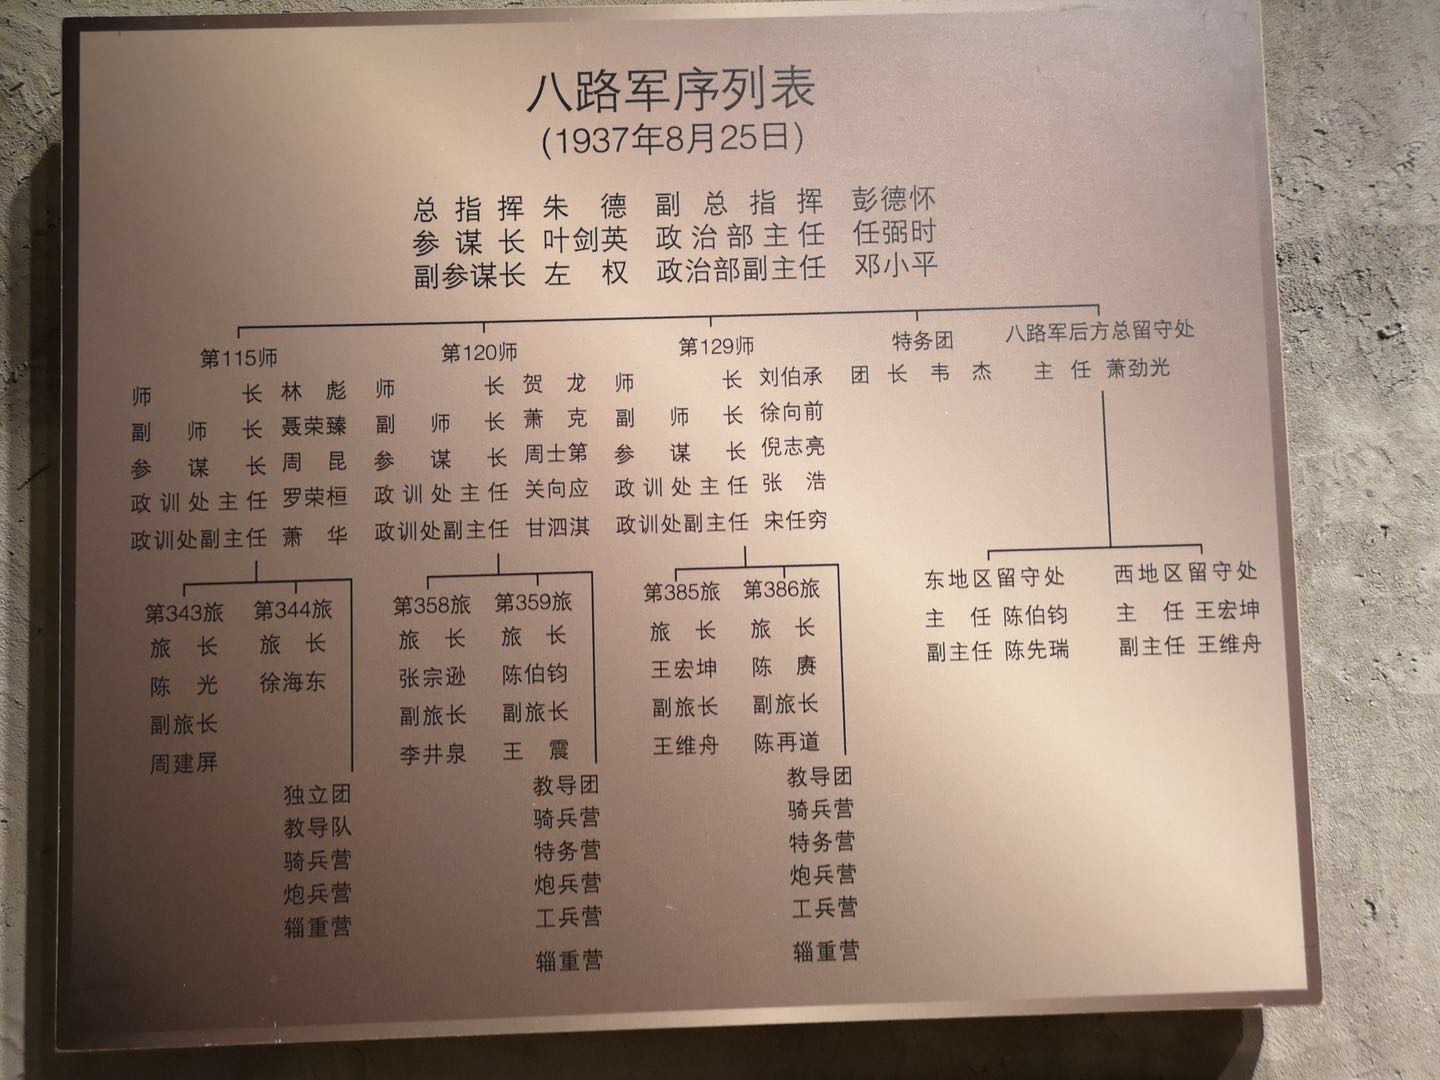 八路军序列表
(1937年8月25日)
总指挥 朱德 副总指挥 彭德怀
参谋长 叶剑英 政治部主任 任弼时
副参谋长 左权 政治部副主任 邓小平
第115师
师长 林彪
副师长 聂荣臻
参谋长 周昆
政训处主任 罗荣桓
政训处副主任 萧华
第343旅
旅长
陈光
副旅长
周建屏
第344旅
旅长
徐海东
独立团
教导队
骑兵营
炮兵营
辎重营
第120师
师长 贺龙
副师长 萧克
参谋长 周士第
政训处主任 关向应
政训处副主任 甘泗淇
第358旅
旅长
张宗逊
副旅长
李井泉
第359旅
旅长
陈伯钧
副旅长
王震
教导团
骑兵营
特务营
炮兵营
工兵营
辎重营
第129师
师长 刘伯承
副师长 徐向前
参谋长 倪志亮
政训处主任 张浩
政训处副主任 宋任穷
第385旅
旅长
王宏坤
副旅长
王维舟
第386旅
旅长
陈赓
副旅长
陈再道
教导团
骑兵营
特务营
炮兵营
工兵营
辎重营
特务团
团长 韦杰
八路军后方总留守处
主任 萧劲光
东地区留守处
主任 陈伯钧
副主任 陈先瑞
西地区留守处
主任 王宏坤
副主任 王维舟